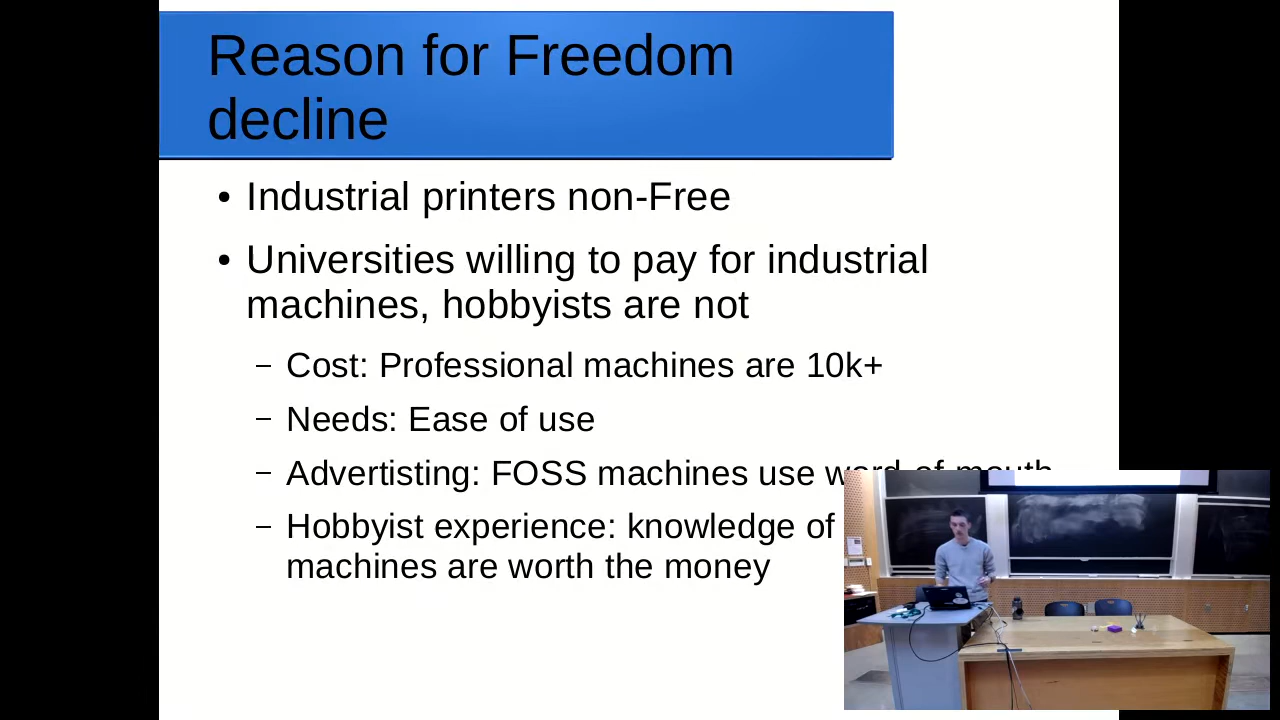 Reason for Freedom
decline
• Industrial printers non-Free
• Universities willing to pay for industrial
machines, hobbyists are not
– Cost: Professional machines are 10k+
– Needs: Ease of use
– Advertisting: FOSS machines use word of mouth
– Hobbyist experience: knowledge of
machines are worth the money